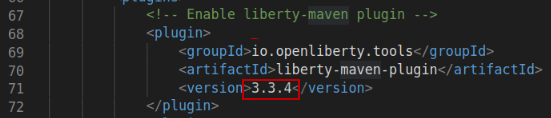 67 <!-- Enable liberty-maven plugin -->
68 <plugin>
69 <groupId>io.openliberty.tools</groupId>
70 <artifactId>liberty-maven-plugin</artifactId>
71 <version>3.3.4</version>
72 </plugin>